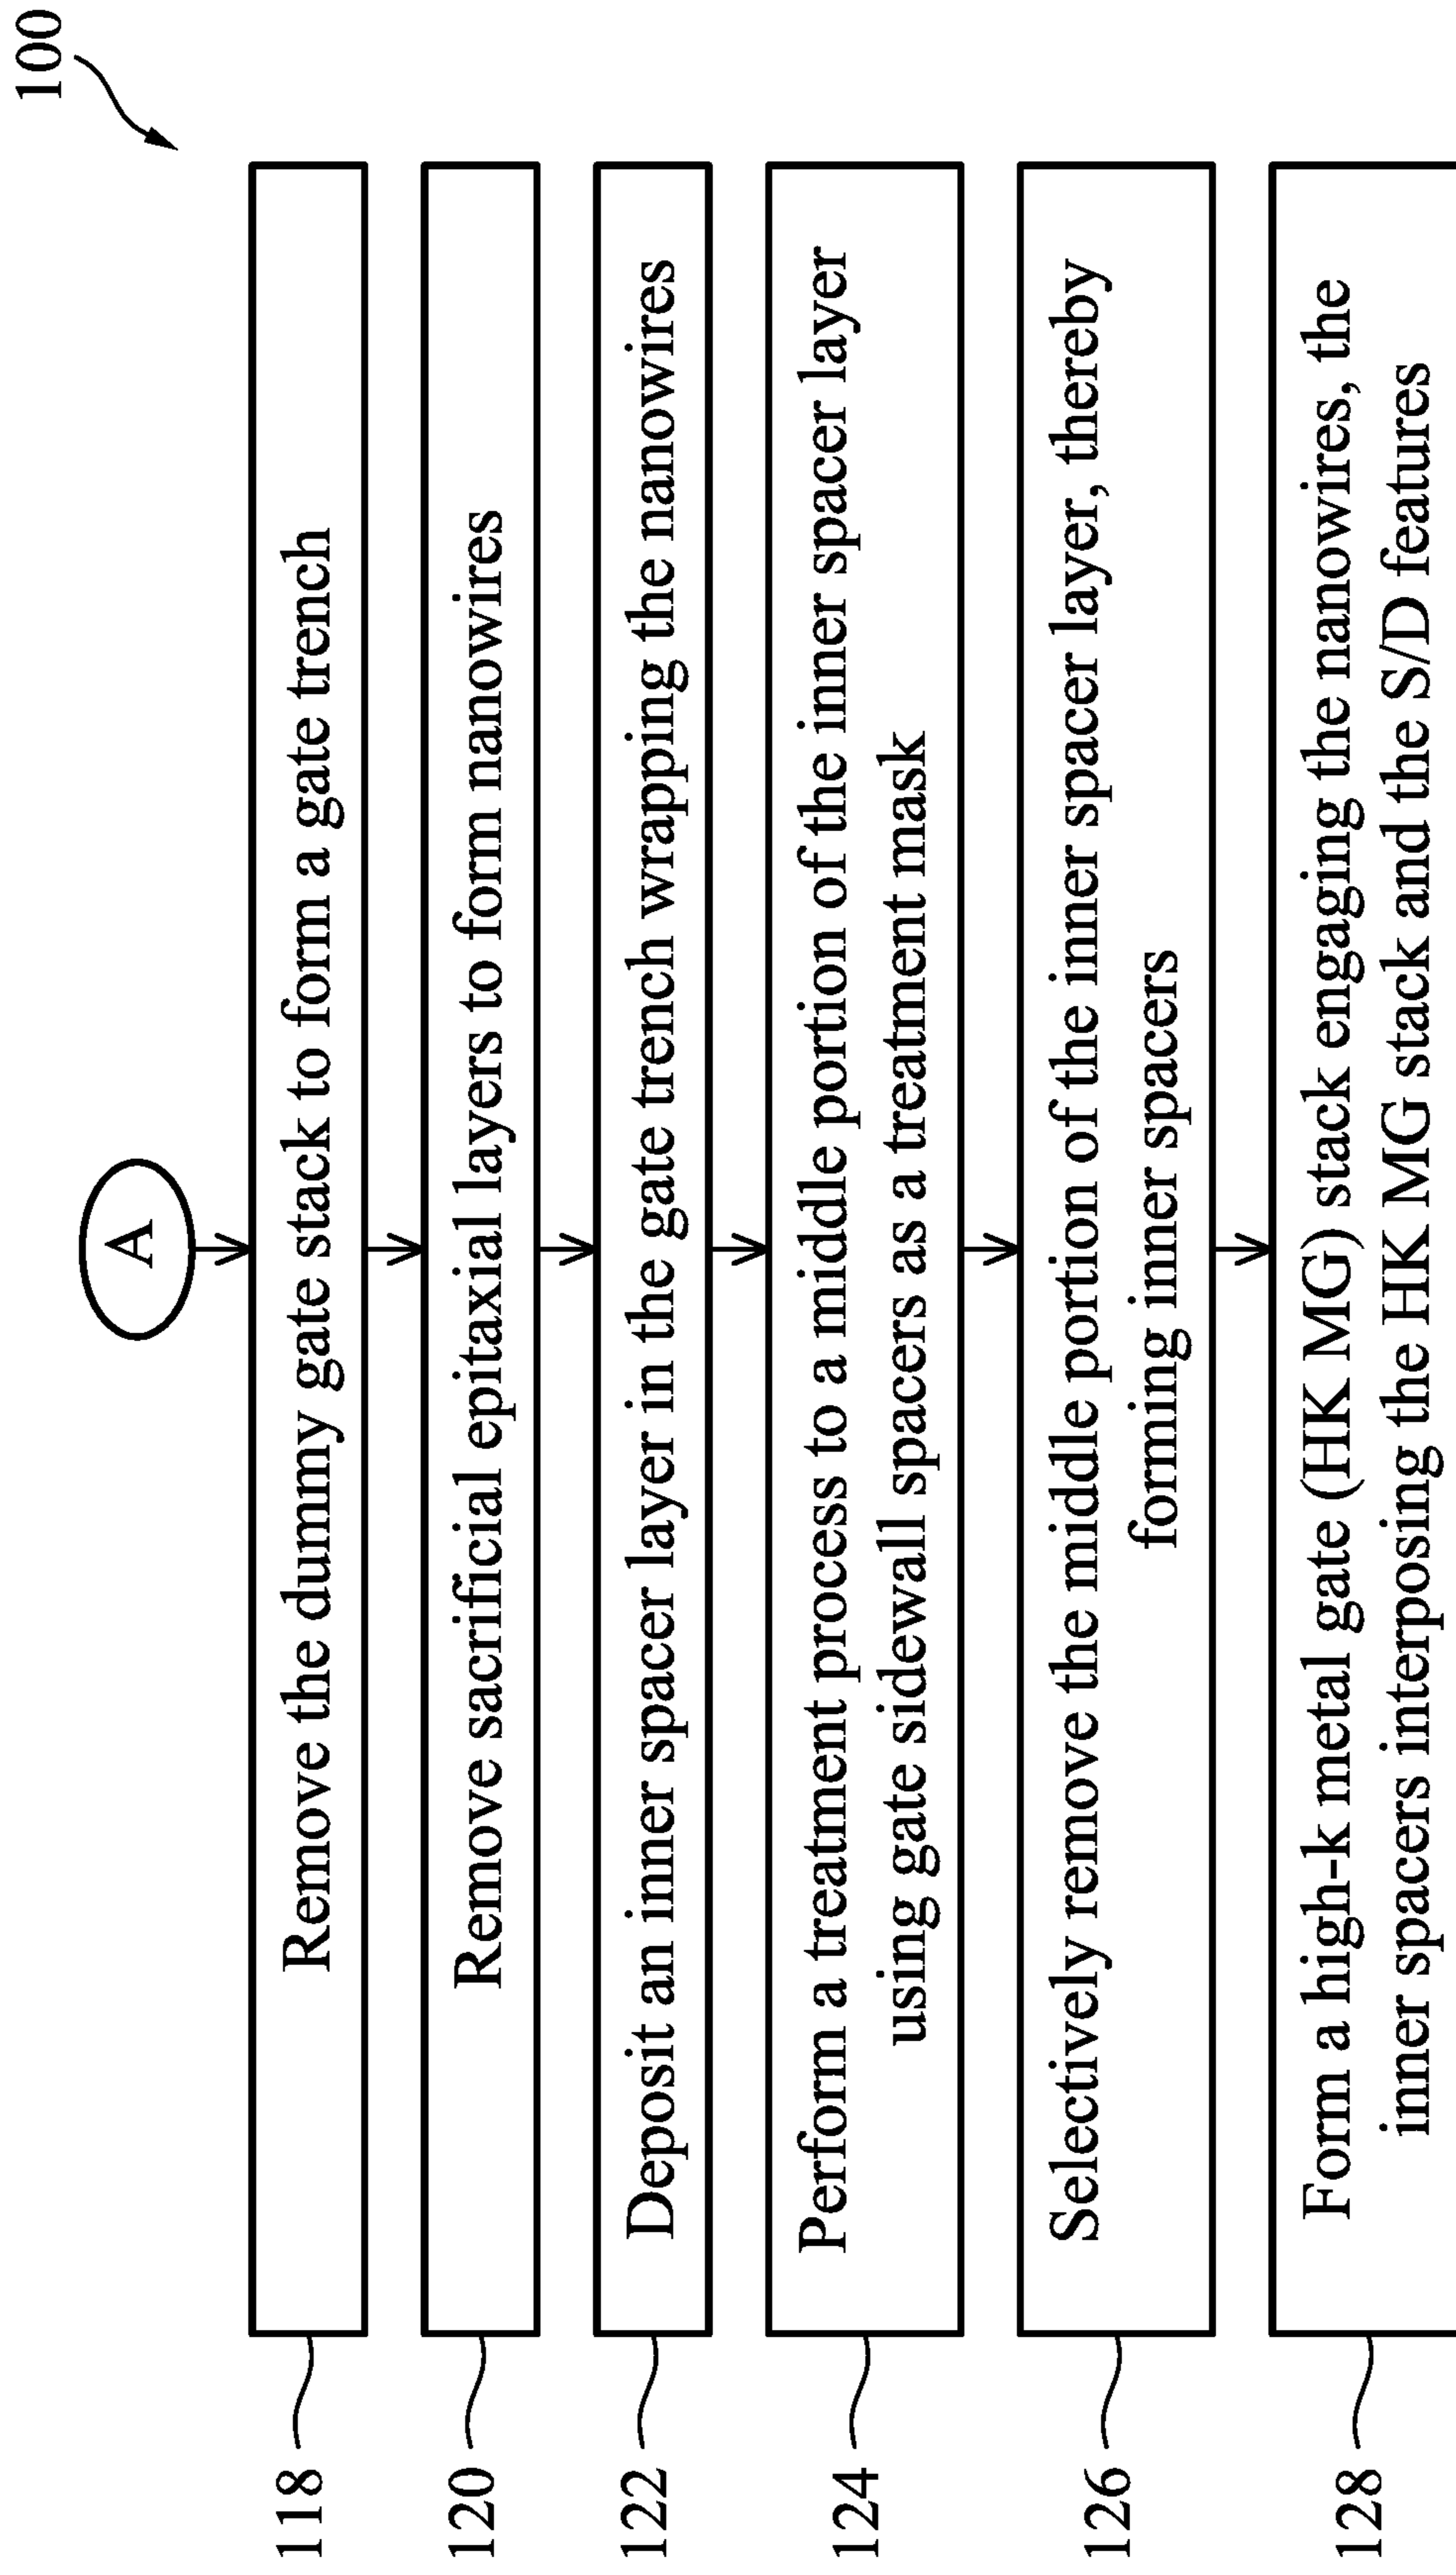 100
A
118
Remove the dummy gate stack to form a gate trench
120
Remove sacrificial epitaxial layers to form nanowires
122
Deposit an inner spacer layer in the gate trench wrapping the nanowires
124
Perform a treatment process to a middle portion of the inner spacer layer
using gate sidewall spacers as a treatment mask
126
Selectively remove the middle portion of the inner spacer layer, thereby
forming inner spacers
128
Form a high-k metal gate (HK MG) stack engaging the nanowires, the
inner spacers interposing the HK MG stack and the S/D features